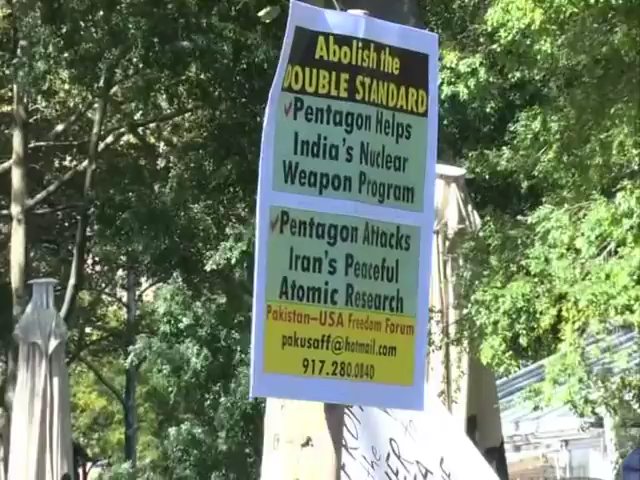 Abolish the
DOUBLE STANDARD
Pentagon Helps
India's Nuclear
Weapon Program
Pentagon Attacks
Iran's Peaceful
Atomic Research
Pakistan-USA Freedom Forum
pakusaff@hotmail.com
917.280.0840
the